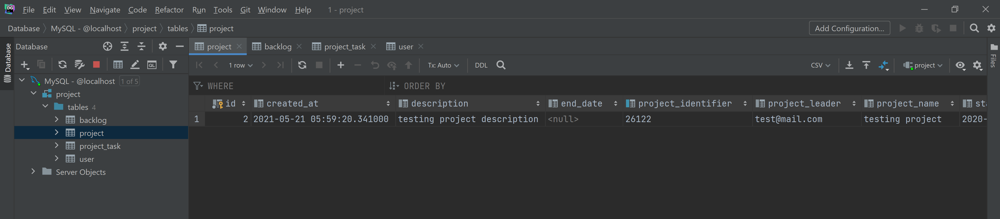 DG File Edit View Navigate Code Refactor Run Tools Git Window Help 1 - project
Database MySQL - @localhost project tables project Add Configuration...
Database
Database
project backlog project_task user
Files
QL
1 row Tx: Auto DDL CSV project
MySQL - @localhost 1 of 5
project
tables 4
backlog
project
project_task
user
Server Objects
WHERE ORDER BY
id created_at description end_date project_identifier project_leader project_name st
1 2 2021-05-21 05:59:20.341000 testing project description <null> 26122 test@mail.com testing project 2020-